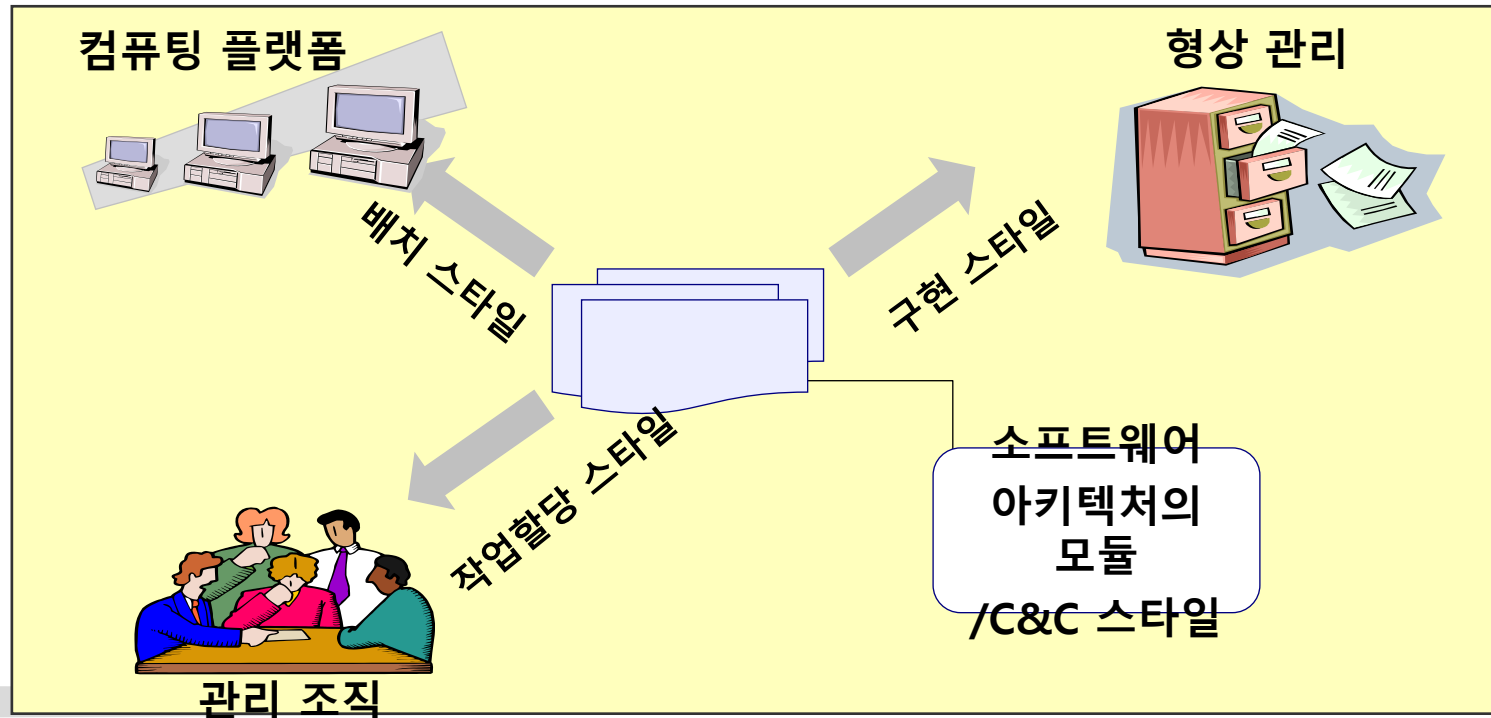 컴퓨팅 플랫폼
형상 관리
배치 스타일
구현 스타일
작업할당 스타일
소프트웨어
아키텍처의
모듈
/C&C 스타일
관리 조직